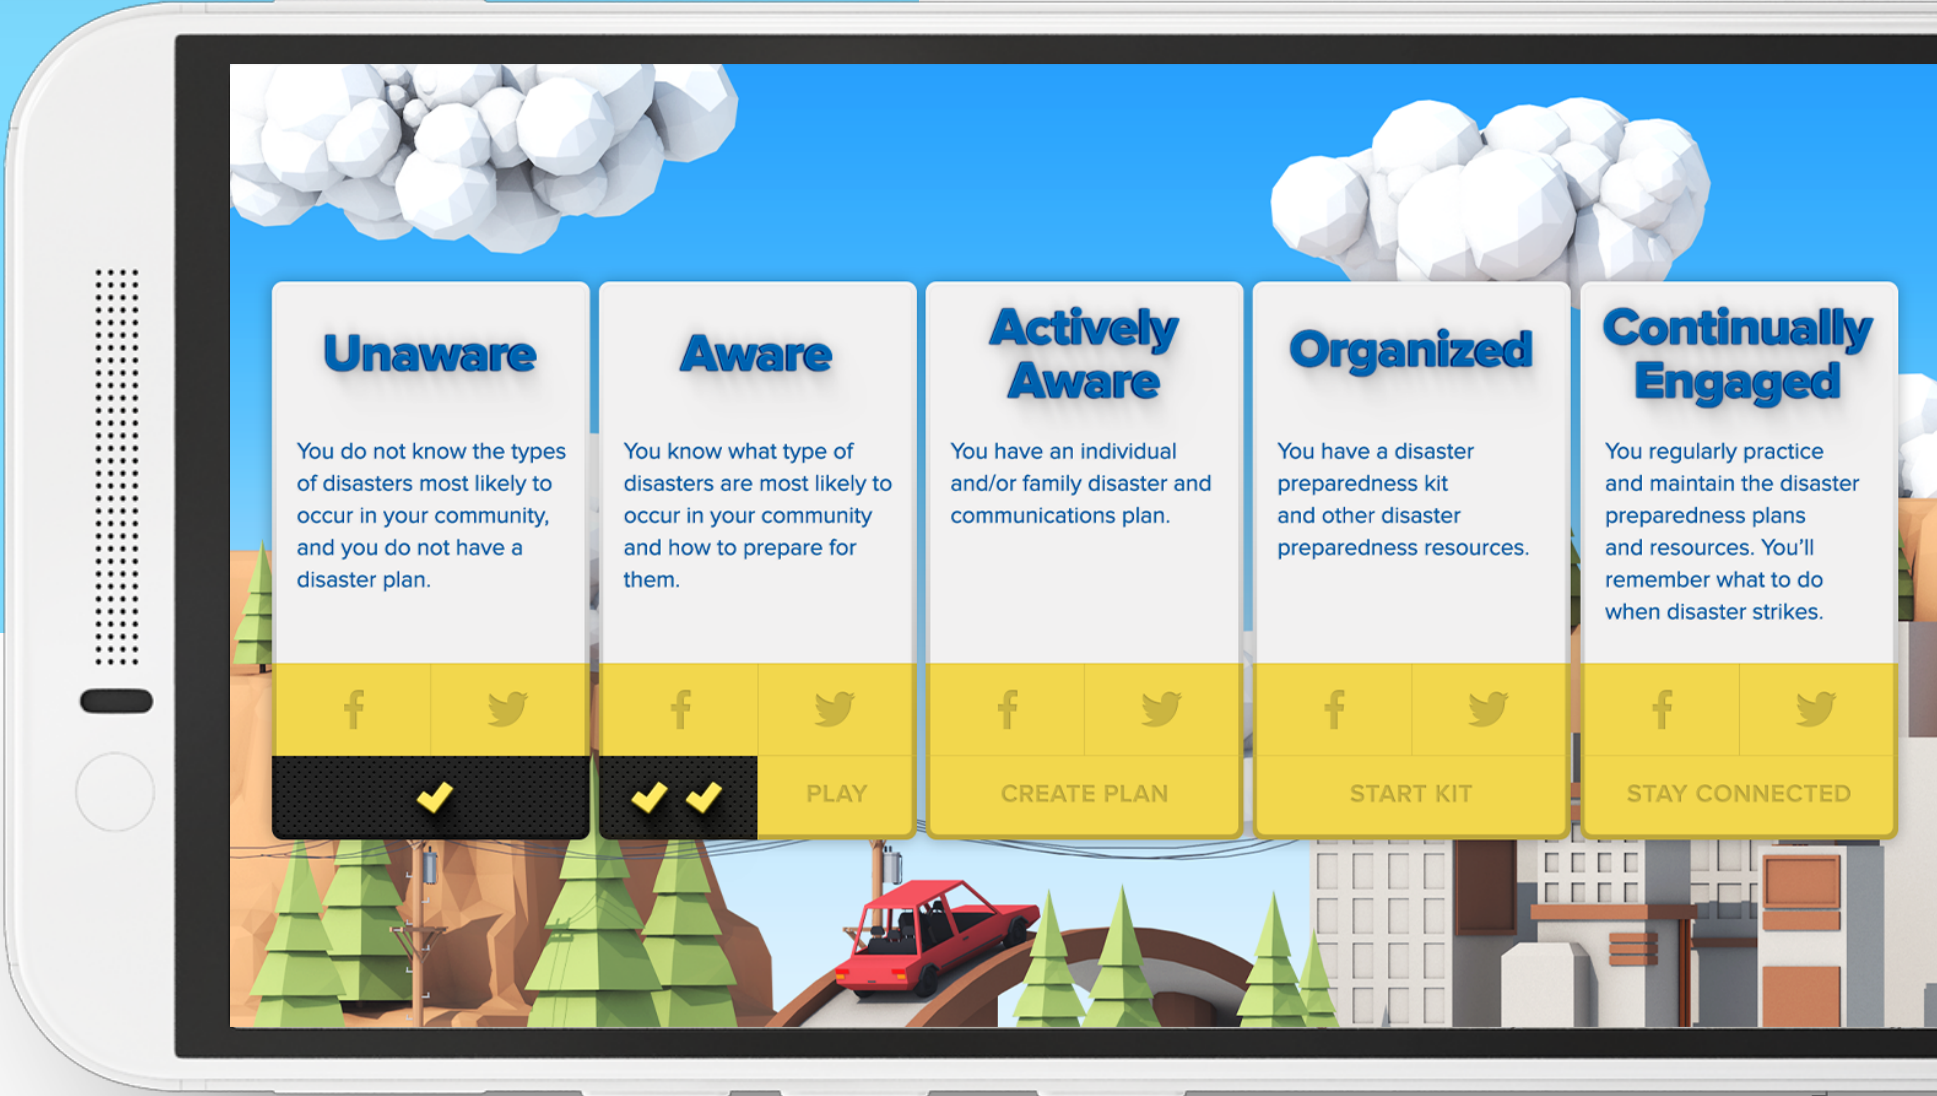 Unaware
You do not know the types
of disasters most likely to
occur in your community,
and you do not have a
disaster plan.
Aware
You know what type of
disasters are most likely to
occur in your community
and how to prepare for
them.
PLAY
Actively
Aware
You have an individual
and/or family disaster and
communications plan.
CREATE PLAN
Organized
You have a disaster
preparedness kit
and other disaster
preparedness resources.
START KIT
Continually
Engaged
You regularly practice
and maintain the disaster
preparedness plans
and resources. You’ll
remember what to do
when disaster strikes.
STAY CONNECTED